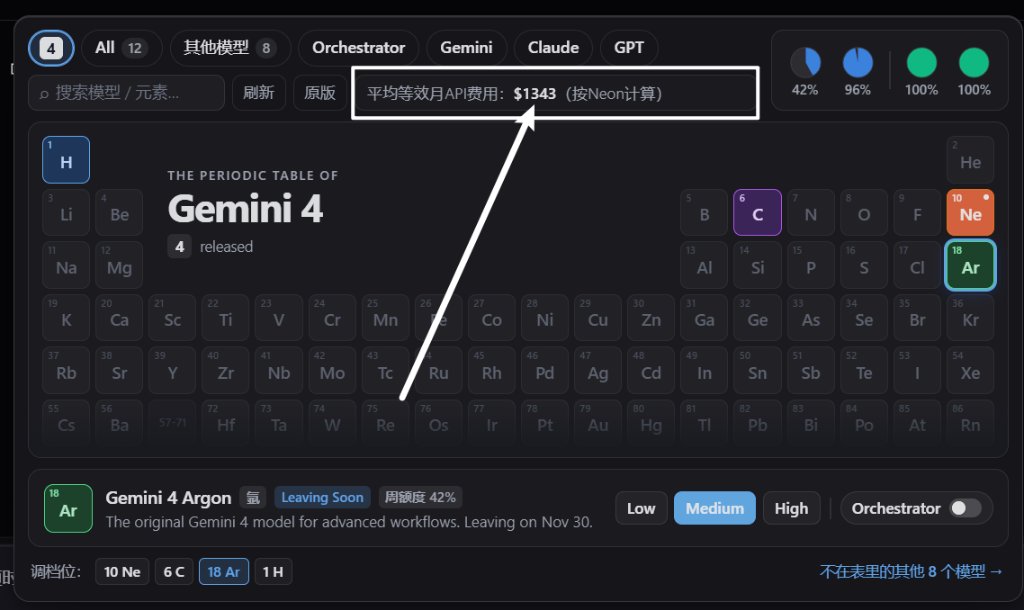 4 All 12 其他模型 8 Orchestrator Gemini Claude GPT
42% 96% 100% 100%
搜索模型 / 元素... 刷新 原版 平均等效月API费用：$1343（按Neon计算）
1 H
2 He
THE PERIODIC TABLE OF
Gemini 4
4 released
3 Li 4 Be 5 B 6 C 7 N 8 O 9 F 10 Ne
11 Na 12 Mg 13 Al 14 Si 15 P 16 S 17 Cl 18 Ar
19 K 20 Ca 21 Sc 22 Ti 23 V 24 Cr 25 Mn 26 Fe 27 Co 28 Ni 29 Cu 30 Zn 31 Ga 32 Ge 33 As 34 Se 35 Br 36 Kr
37 Rb 38 Sr 39 Y 40 Zr 41 Nb 42 Mo 43 Tc 44 Ru 45 Rh 46 Pd 47 Ag 48 Cd 49 In 50 Sn 51 Sb 52 Te 53 I 54 Xe
55 Cs 56 Ba 57-71 72 Hf 73 Ta 74 W 75 Re 76 Os 77 Ir 78 Pt 79 Au 80 Hg 81 Tl 82 Pb 83 Bi 84 Po 85 At 86 Rn
18 Ar
Gemini 4 Argon 氩 Leaving Soon 周额度 42%
The original Gemini 4 model for advanced workflows. Leaving on Nov 30.
Low Medium High Orchestrator
调档位： 10 Ne 6 C 18 Ar 1 H
不在表里的其他 8 个模型 →